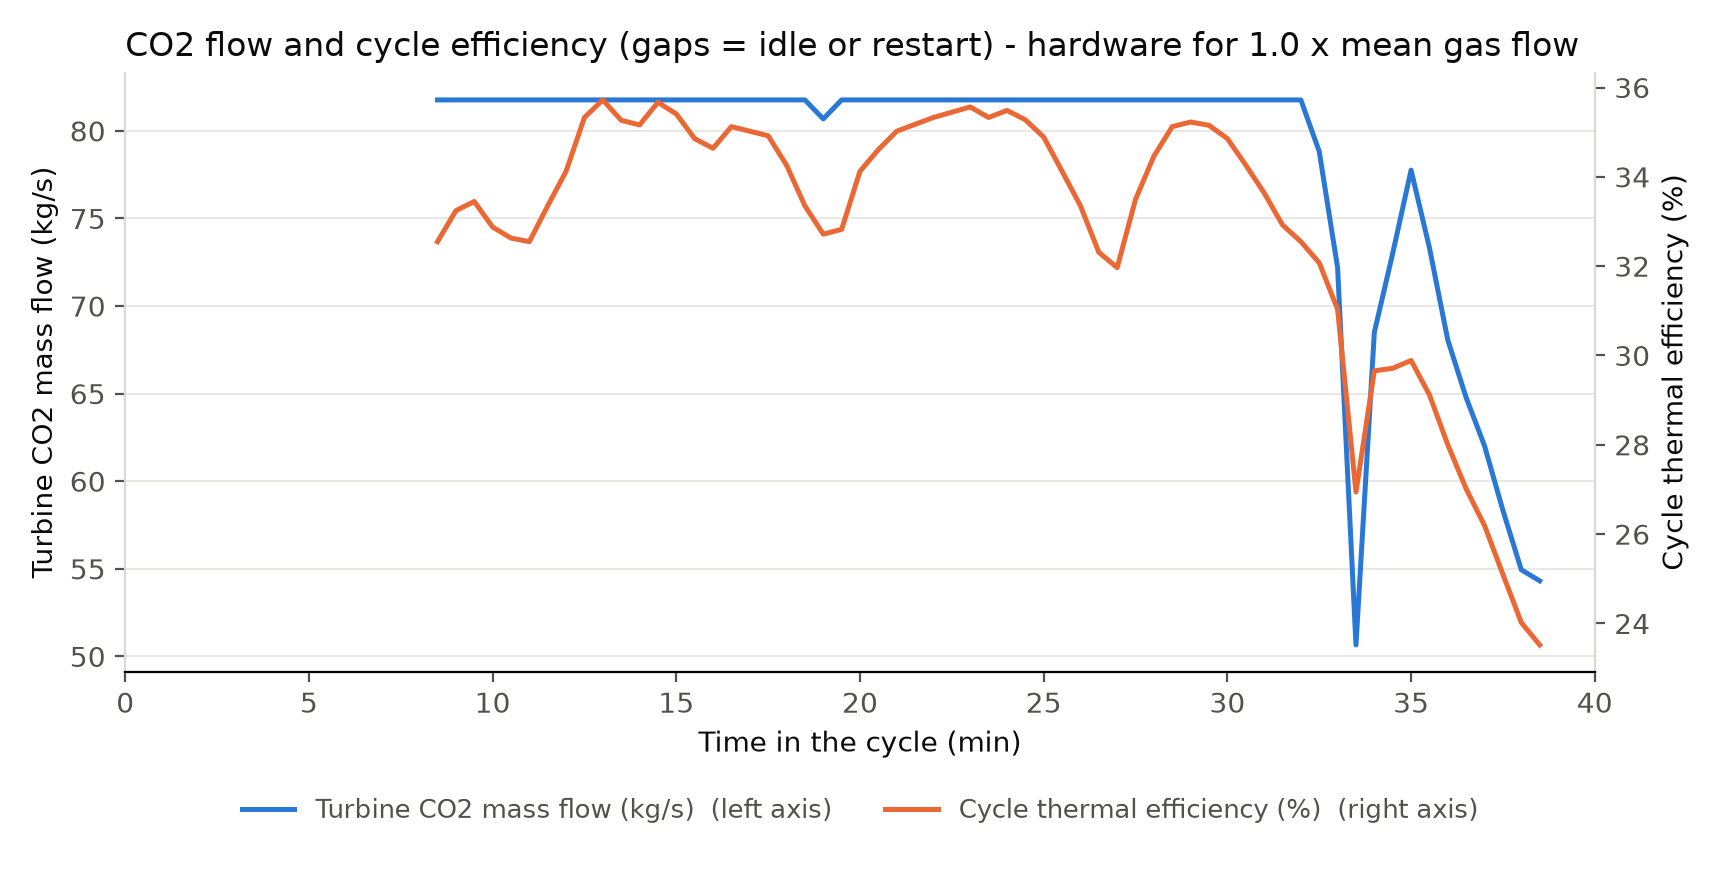 CO2 flow and cycle efficiency (gaps = idle or restart) - hardware for 1.0 x mean gas flow
Turbine CO2 mass flow (kg/s)
80
75
70
65
60
55
50
36
34
32
30
28
26
24
Cycle thermal efficiency (%)
0 5 10 15 20 25 30 35 40
Time in the cycle (min)
Turbine CO2 mass flow (kg/s) (left axis) Cycle thermal efficiency (%) (right axis)